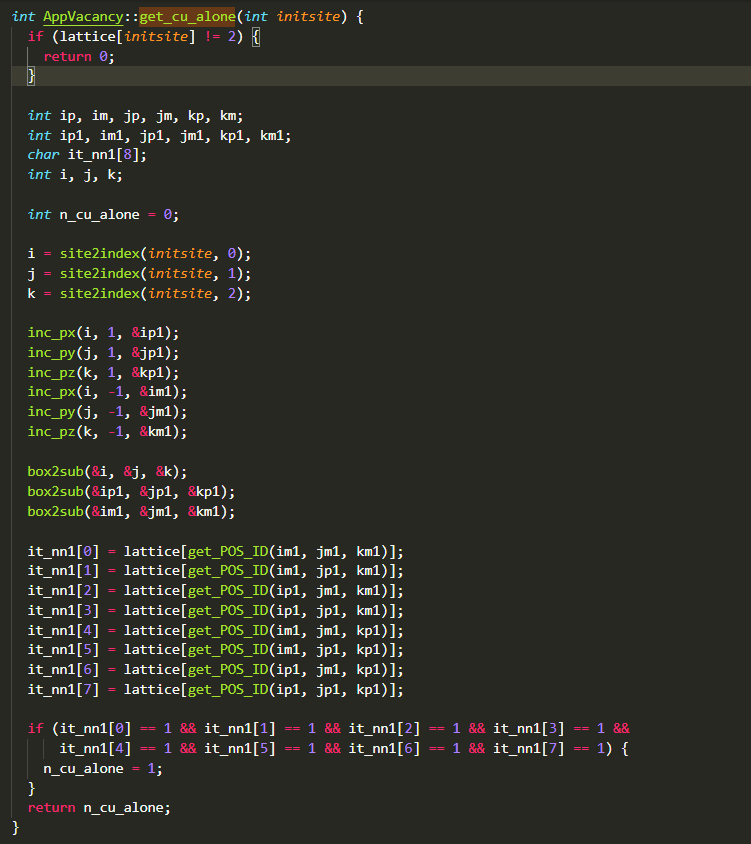 int AppVacancy::get_cu_alone(int initsite) {
if (lattice[initsite] != 2) {
return 0;
}
int ip, im, jp, jm, kp, km;
int ip1, im1, jp1, jm1, kp1, km1;
char it_nn1[8];
int i, j, k;
int n_cu_alone = 0;
i = site2index(initsite, 0);
j = site2index(initsite, 1);
k = site2index(initsite, 2);
inc_px(i, 1, &ip1);
inc_py(j, 1, &jp1);
inc_pz(k, 1, &kp1);
inc_px(i, -1, &im1);
inc_py(j, -1, &jm1);
inc_pz(k, -1, &km1);
box2sub(&i, &j, &k);
box2sub(&ip1, &jp1, &kp1);
box2sub(&im1, &jm1, &km1);
it_nn1[0] = lattice[get_POS_ID(im1, jm1, km1)];
it_nn1[1] = lattice[get_POS_ID(im1, jp1, km1)];
it_nn1[2] = lattice[get_POS_ID(ip1, jm1, km1)];
it_nn1[3] = lattice[get_POS_ID(ip1, jp1, km1)];
it_nn1[4] = lattice[get_POS_ID(im1, jm1, kp1)];
it_nn1[5] = lattice[get_POS_ID(im1, jp1, kp1)];
it_nn1[6] = lattice[get_POS_ID(ip1, jm1, kp1)];
it_nn1[7] = lattice[get_POS_ID(ip1, jp1, kp1)];
if (it_nn1[0] == 1 && it_nn1[1] == 1 && it_nn1[2] == 1 && it_nn1[3] == 1 &&
it_nn1[4] == 1 && it_nn1[5] == 1 && it_nn1[6] == 1 && it_nn1[7] == 1) {
n_cu_alone = 1;
}
return n_cu_alone;
}